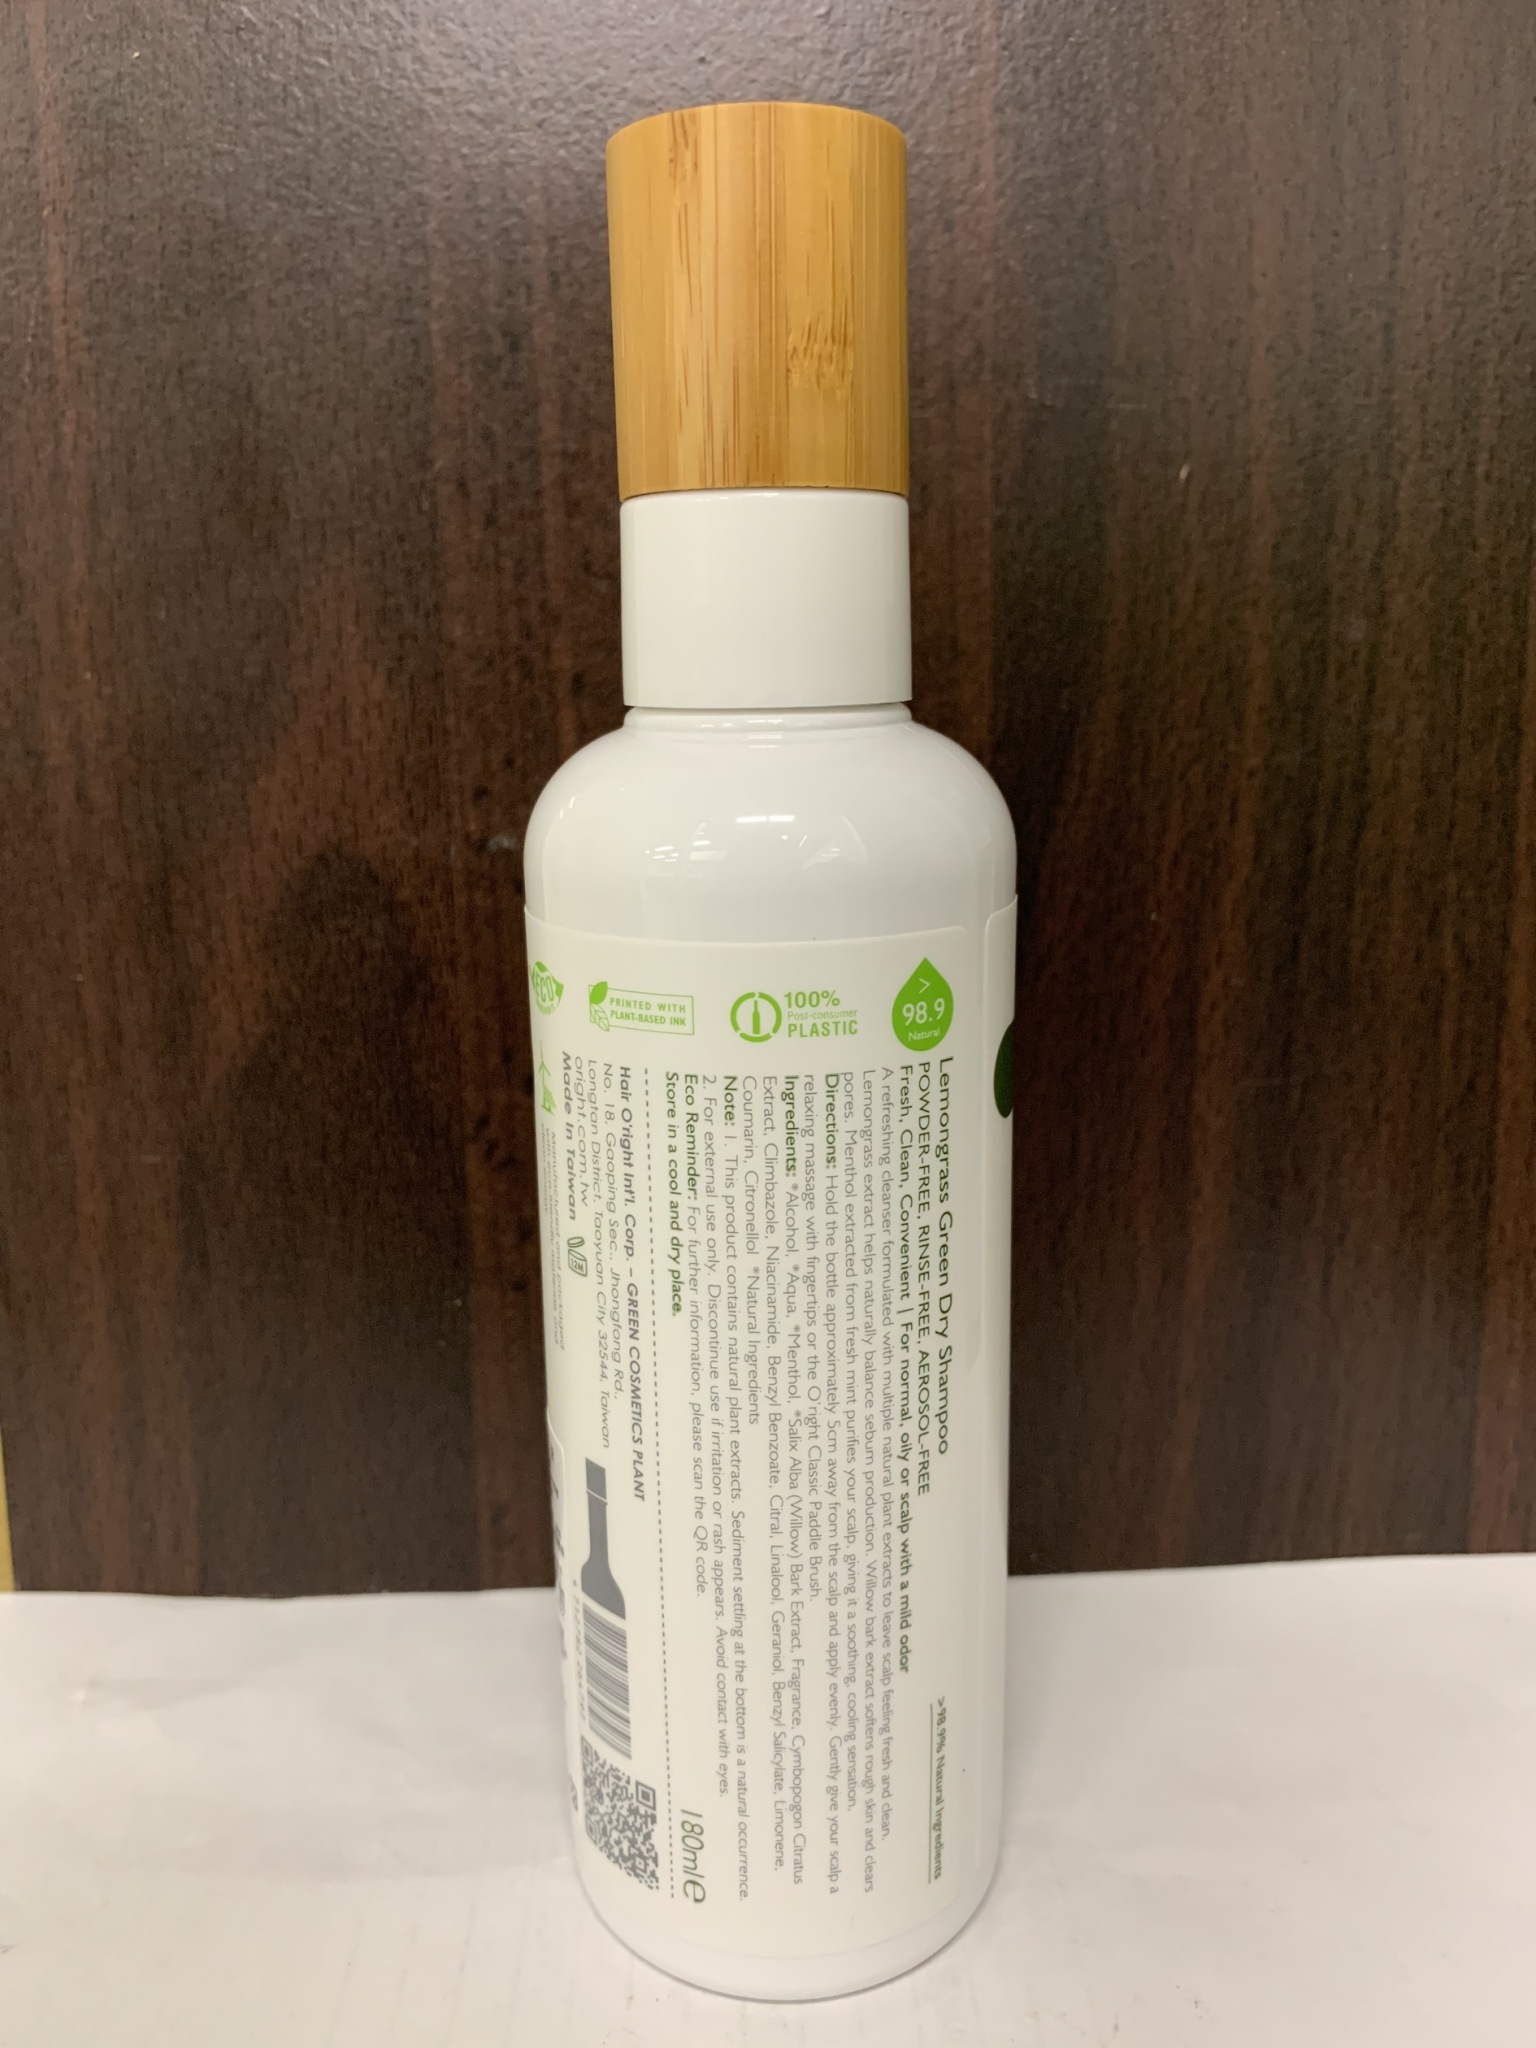 ECO
PRINTED WITH
PLANT-BASED INK
100%
Post-consumer
PLASTIC
>
98.9
Natural
Lemongrass Green Dry Shampoo
POWDER-FREE, RINSE-FREE, AEROSOL-FREE
>98.9% Natural Ingredients
Fresh, Clean, Convenient | For normal, oily or scalp with a mild odor
A refreshing cleanser formulated with multiple natural plant extracts to leave scalp feeling fresh and clean.
Lemongrass extract helps naturally balance sebum production. Willow bark extract softens rough skin and clears
pores. Menthol extracted from fresh mint purifies your scalp, giving it a soothing, cooling sensation.
Directions: Hold the bottle approximately 5cm away from the scalp and apply evenly. Gently give your scalp a
relaxing massage with fingertips or the O'right Classic Paddle Brush.
Ingredients: *Alcohol, *Aqua, *Menthol, *Salix Alba (Willow) Bark Extract, Fragrance, Cymbopogon Citratus
Extract, Climbazole, Niacinamide, Benzyl Benzoate, Citral, Linalool, Geraniol, Benzyl Salicylate, Limonene,
Coumarin, Citronellol *Natural Ingredients
Note: 1. This product contains natural plant extracts. Sediment settling at the bottom is a natural occurrence.
2. For external use only. Discontinue use if irritation or rash appears. Avoid contact with eyes.
Eco Reminder: For further information, please scan the QR code.
Store in a cool and dry place.
180ml e
Hair O'right Int'l. Corp. – GREEN COSMETICS PLANT
No. 18, Gaoping Sec., Jhongfong Rd.,
Longtan District, Taoyuan City 32544, Taiwan
oright.com.tw
Made in Taiwan
Manufactured and packaged
with eco-friendly materials and